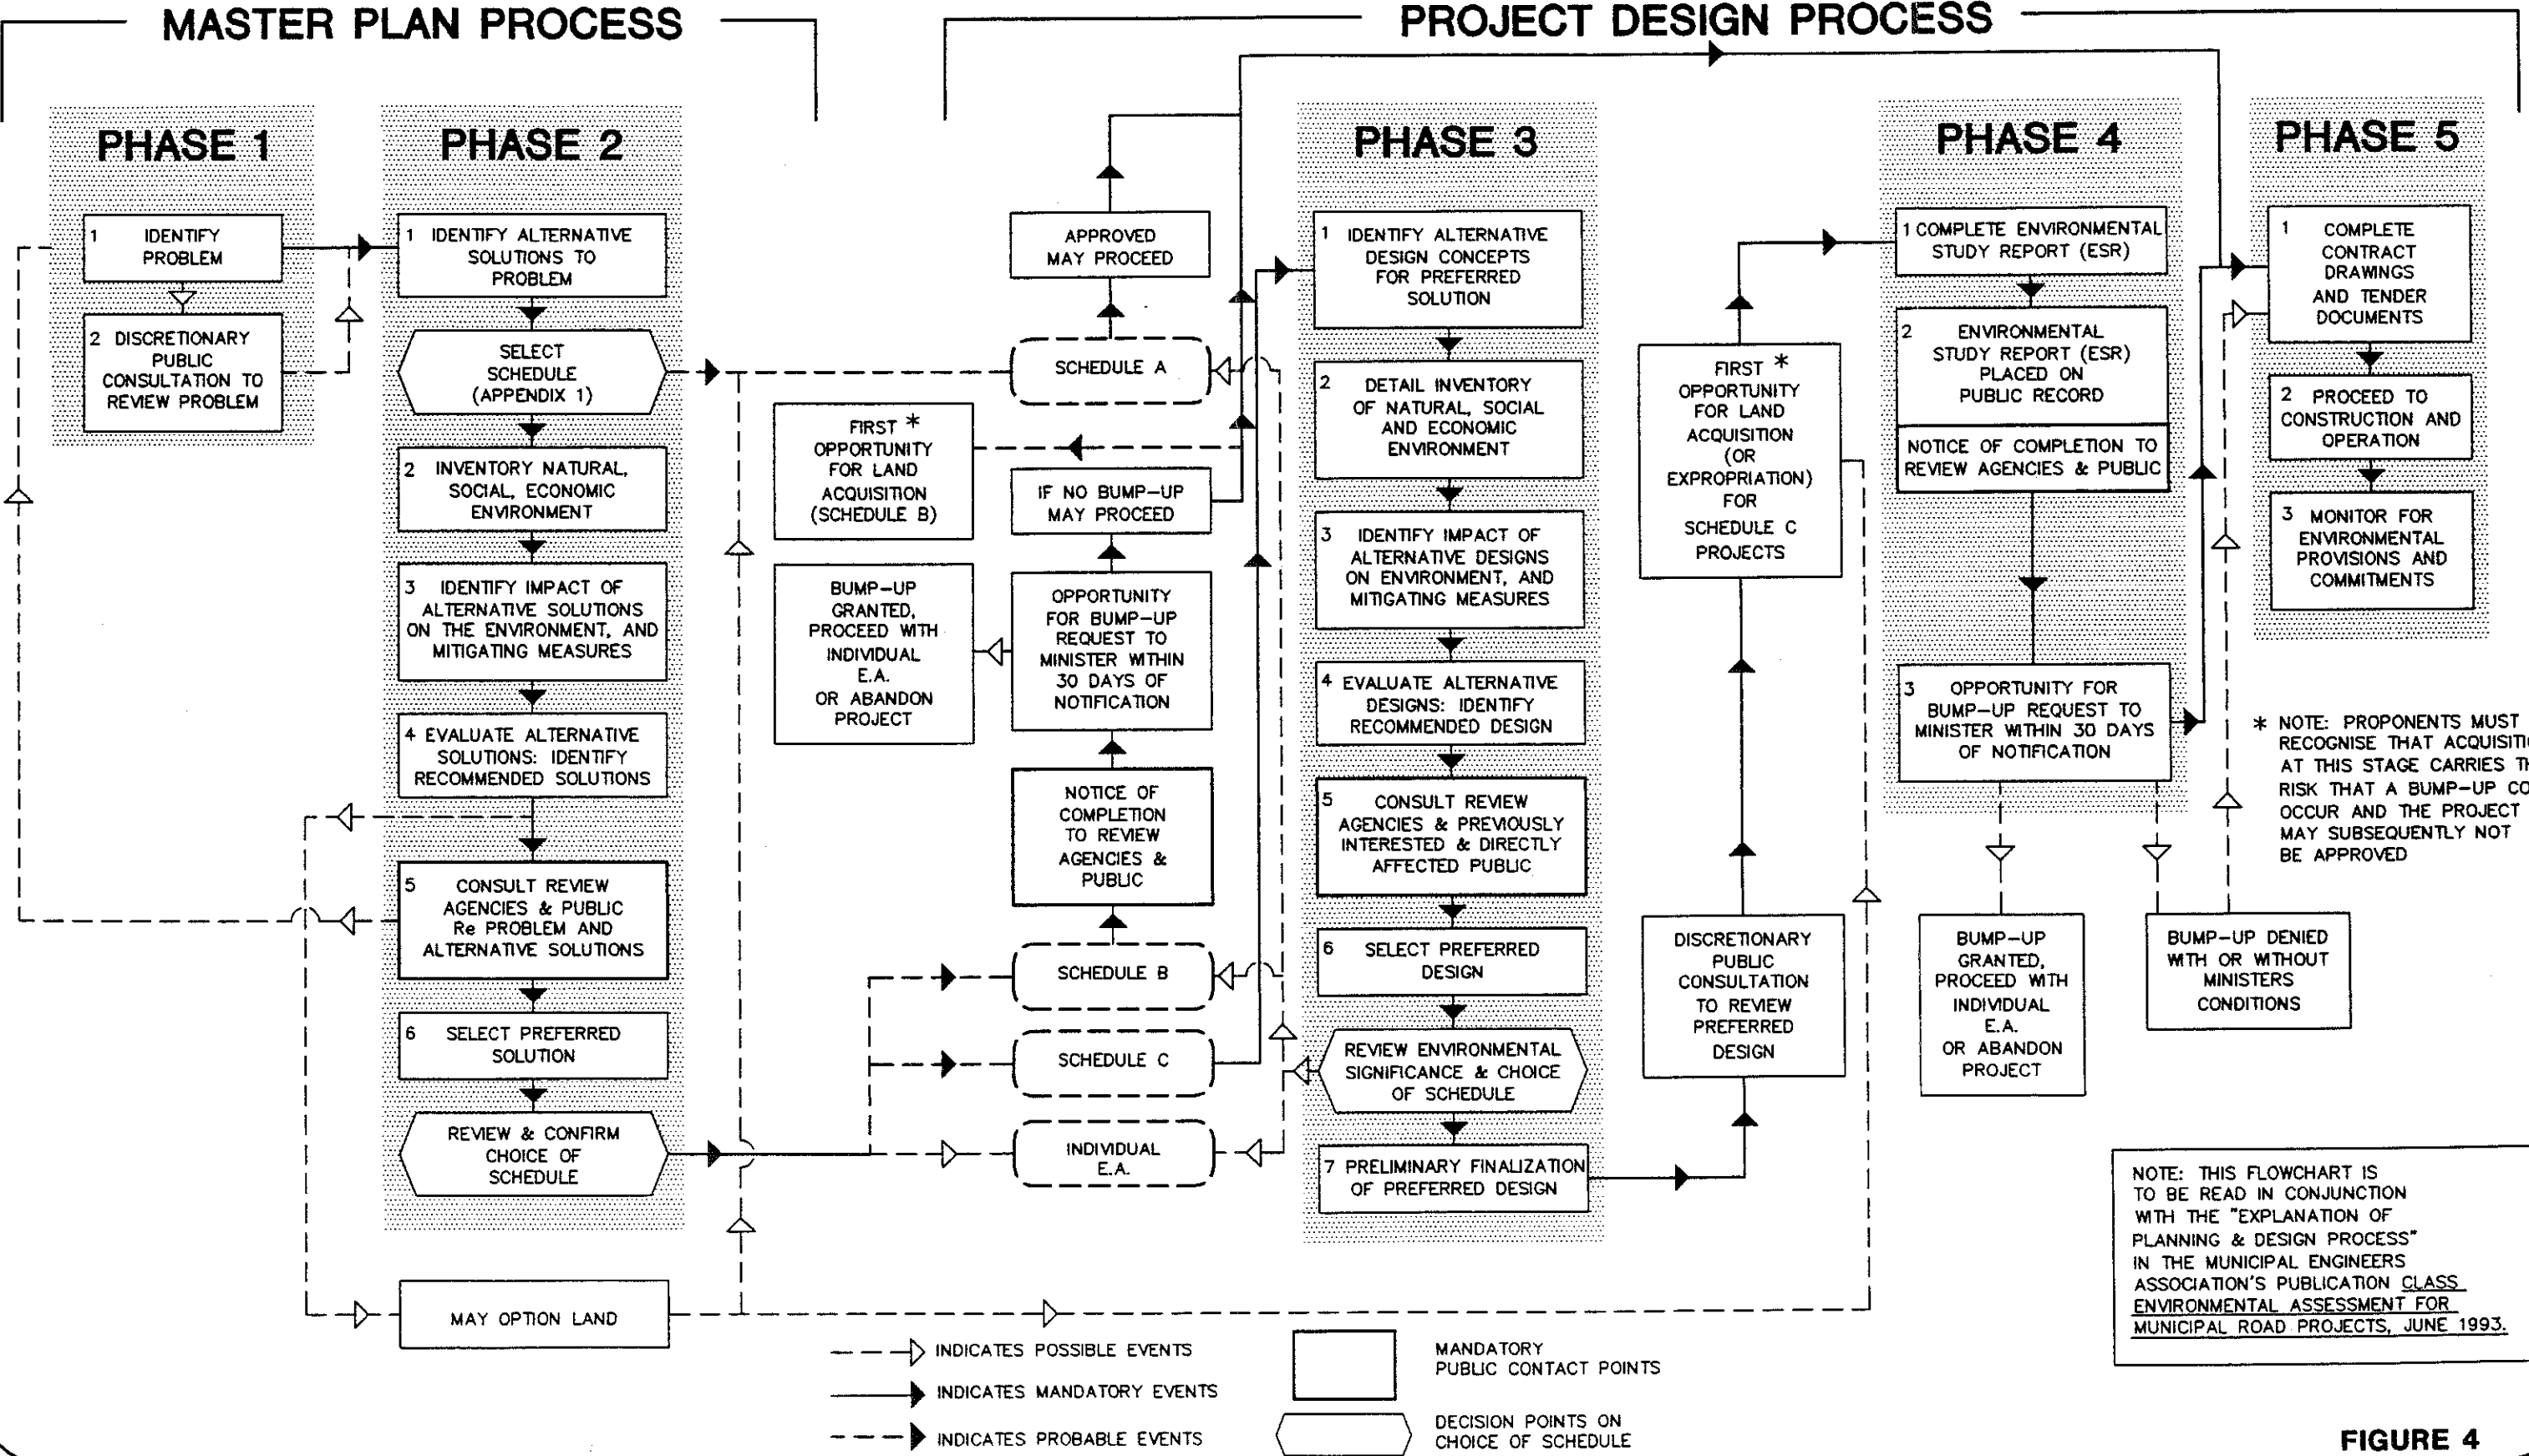 MASTER PLAN PROCESS
PROJECT DESIGN PROCESS
PHASE 1
1 IDENTIFY
PROBLEM
2 DISCRETIONARY
PUBLIC
CONSULTATION TO
REVIEW PROBLEM
PHASE 2
1 IDENTIFY ALTERNATIVE
SOLUTIONS TO
PROBLEM
SELECT
SCHEDULE
(APPENDIX 1)
2 INVENTORY NATURAL,
SOCIAL, ECONOMIC
ENVIRONMENT
3 IDENTIFY IMPACT OF
ALTERNATIVE SOLUTIONS
ON THE ENVIRONMENT, AND
MITIGATING MEASURES
4 EVALUATE ALTERNATIVE
SOLUTIONS: IDENTIFY
RECOMMENDED SOLUTIONS
5 CONSULT REVIEW
AGENCIES & PUBLIC
Re PROBLEM AND
ALTERNATIVE SOLUTIONS
6 SELECT PREFERRED
SOLUTION
REVIEW & CONFIRM
CHOICE OF
SCHEDULE
MAY OPTION LAND
APPROVED
MAY PROCEED
SCHEDULE A
FIRST *
OPPORTUNITY
FOR LAND
ACQUISITION
(SCHEDULE B)
IF NO BUMP-UP
MAY PROCEED
BUMP-UP
GRANTED,
PROCEED WITH
INDIVIDUAL
E.A.
OR ABANDON
PROJECT
OPPORTUNITY
FOR BUMP-UP
REQUEST TO
MINISTER WITHIN
30 DAYS OF
NOTIFICATION
NOTICE OF
COMPLETION
TO REVIEW
AGENCIES &
PUBLIC
SCHEDULE B
SCHEDULE C
INDIVIDUAL
E.A.
PHASE 3
1 IDENTIFY ALTERNATIVE
DESIGN CONCEPTS
FOR PREFERRED
SOLUTION
2 DETAIL INVENTORY
OF NATURAL, SOCIAL
AND ECONOMIC
ENVIRONMENT
3 IDENTIFY IMPACT OF
ALTERNATIVE DESIGNS
ON ENVIRONMENT, AND
MITIGATING MEASURES
4 EVALUATE ALTERNATIVE
DESIGNS: IDENTIFY
RECOMMENDED DESIGN
5 CONSULT REVIEW
AGENCIES & PREVIOUSLY
INTERESTED & DIRECTLY
AFFECTED PUBLIC
6 SELECT PREFERRED
DESIGN
REVIEW ENVIRONMENTAL
SIGNIFICANCE & CHOICE
OF SCHEDULE
7 PRELIMINARY FINALIZATION
OF PREFERRED DESIGN
FIRST *
OPPORTUNITY
FOR LAND
ACQUISITION
(OR
EXPROPRIATION)
FOR
SCHEDULE C
PROJECTS
DISCRETIONARY
PUBLIC
CONSULTATION
TO REVIEW
PREFERRED
DESIGN
PHASE 4
1 COMPLETE ENVIRONMENTAL
STUDY REPORT (ESR)
2 ENVIRONMENTAL
STUDY REPORT (ESR)
PLACED ON
PUBLIC RECORD
NOTICE OF COMPLETION TO
REVIEW AGENCIES & PUBLIC
3 OPPORTUNITY FOR
BUMP-UP REQUEST TO
MINISTER WITHIN 30 DAYS
OF NOTIFICATION
BUMP-UP
GRANTED,
PROCEED WITH
INDIVIDUAL
E.A.
OR ABANDON
PROJECT
BUMP-UP DENIED
WITH OR WITHOUT
MINISTERS
CONDITIONS
PHASE 5
1 COMPLETE
CONTRACT
DRAWINGS
AND TENDER
DOCUMENTS
2 PROCEED TO
CONSTRUCTION AND
OPERATION
3 MONITOR FOR
ENVIRONMENTAL
PROVISIONS AND
COMMITMENTS
* NOTE: PROPONENTS MUST
RECOGNISE THAT
AT THIS STAGE CARRIES
RISK THAT A BUMP-UP
OCCUR AND THE PROJECT
MAY SUBSEQUENTLY NOT
BE APPROVED
NOTE: THIS FLOWCHART IS
TO BE READ IN CONJUNCTION
WITH THE "EXPLANATION OF
PLANNING & DESIGN PROCESS"
IN THE MUNICIPAL ENGINEERS
ASSOCIATION'S PUBLICATION CLASS
ENVIRONMENTAL ASSESSMENT FOR
MUNICIPAL ROAD PROJECTS, JUNE 1993.
INDICATES POSSIBLE EVENTS
INDICATES MANDATORY EVENTS
INDICATES PROBABLE EVENTS
MANDATORY
PUBLIC CONTACT POINTS
DECISION POINTS ON
CHOICE OF SCHEDULE
FIGURE 4